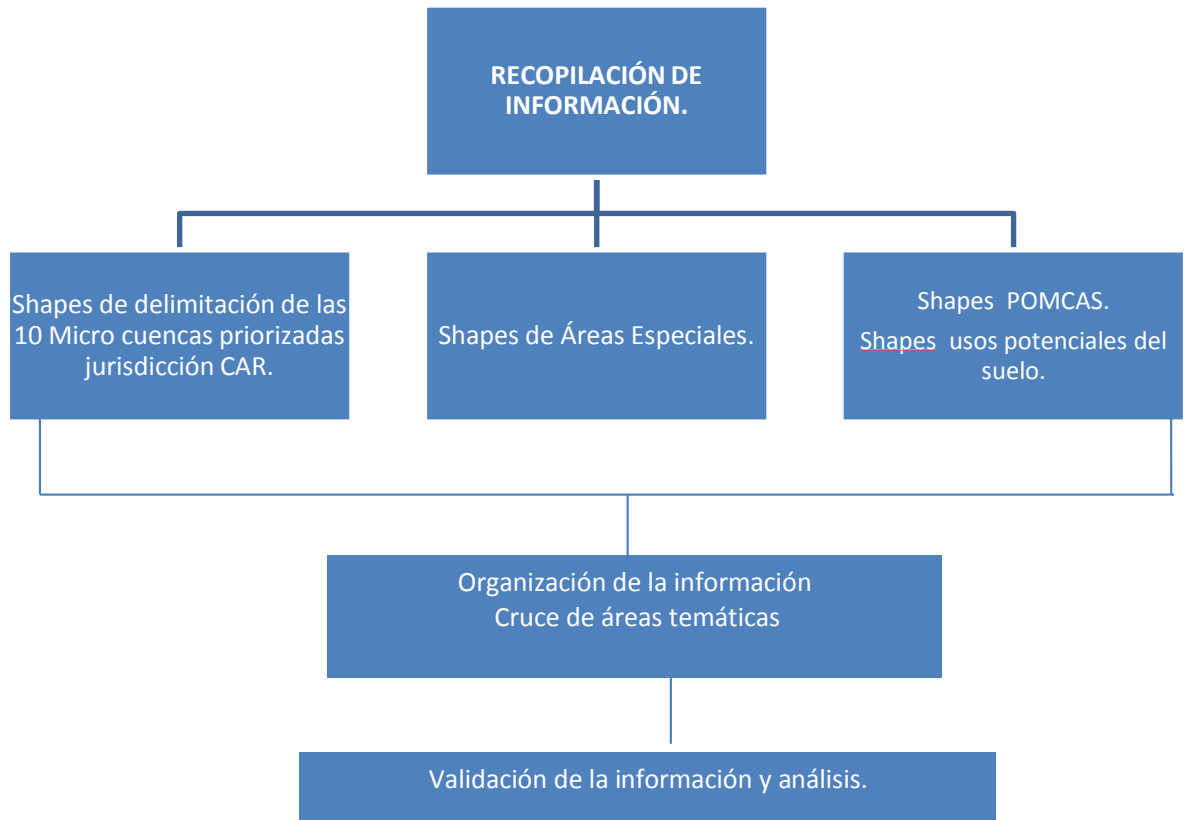 RECOPILACIÓN DE
INFORMACIÓN.
Shapes de delimitación de las
10 Micro cuencas priorizadas
jurisdicción CAR.
Shapes de Áreas Especiales.
Shapes POMCAS.
Shapes usos potenciales del
suelo.
Organización de la información
Cruce de áreas temáticas
Validación de la información y análisis.